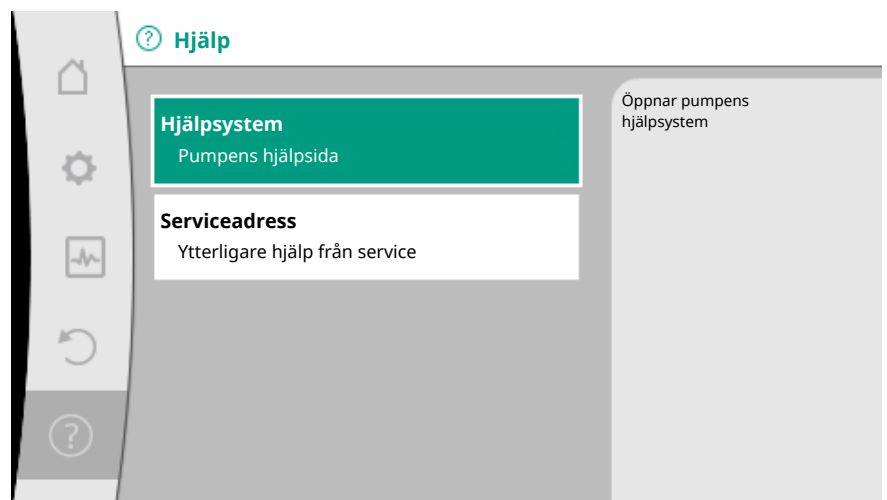 Hjälp
Hjälpsystem
Pumpens hjälpsida
Serviceadress
Ytterligare hjälp från service
Öppnar pumpens
hjälpsystem